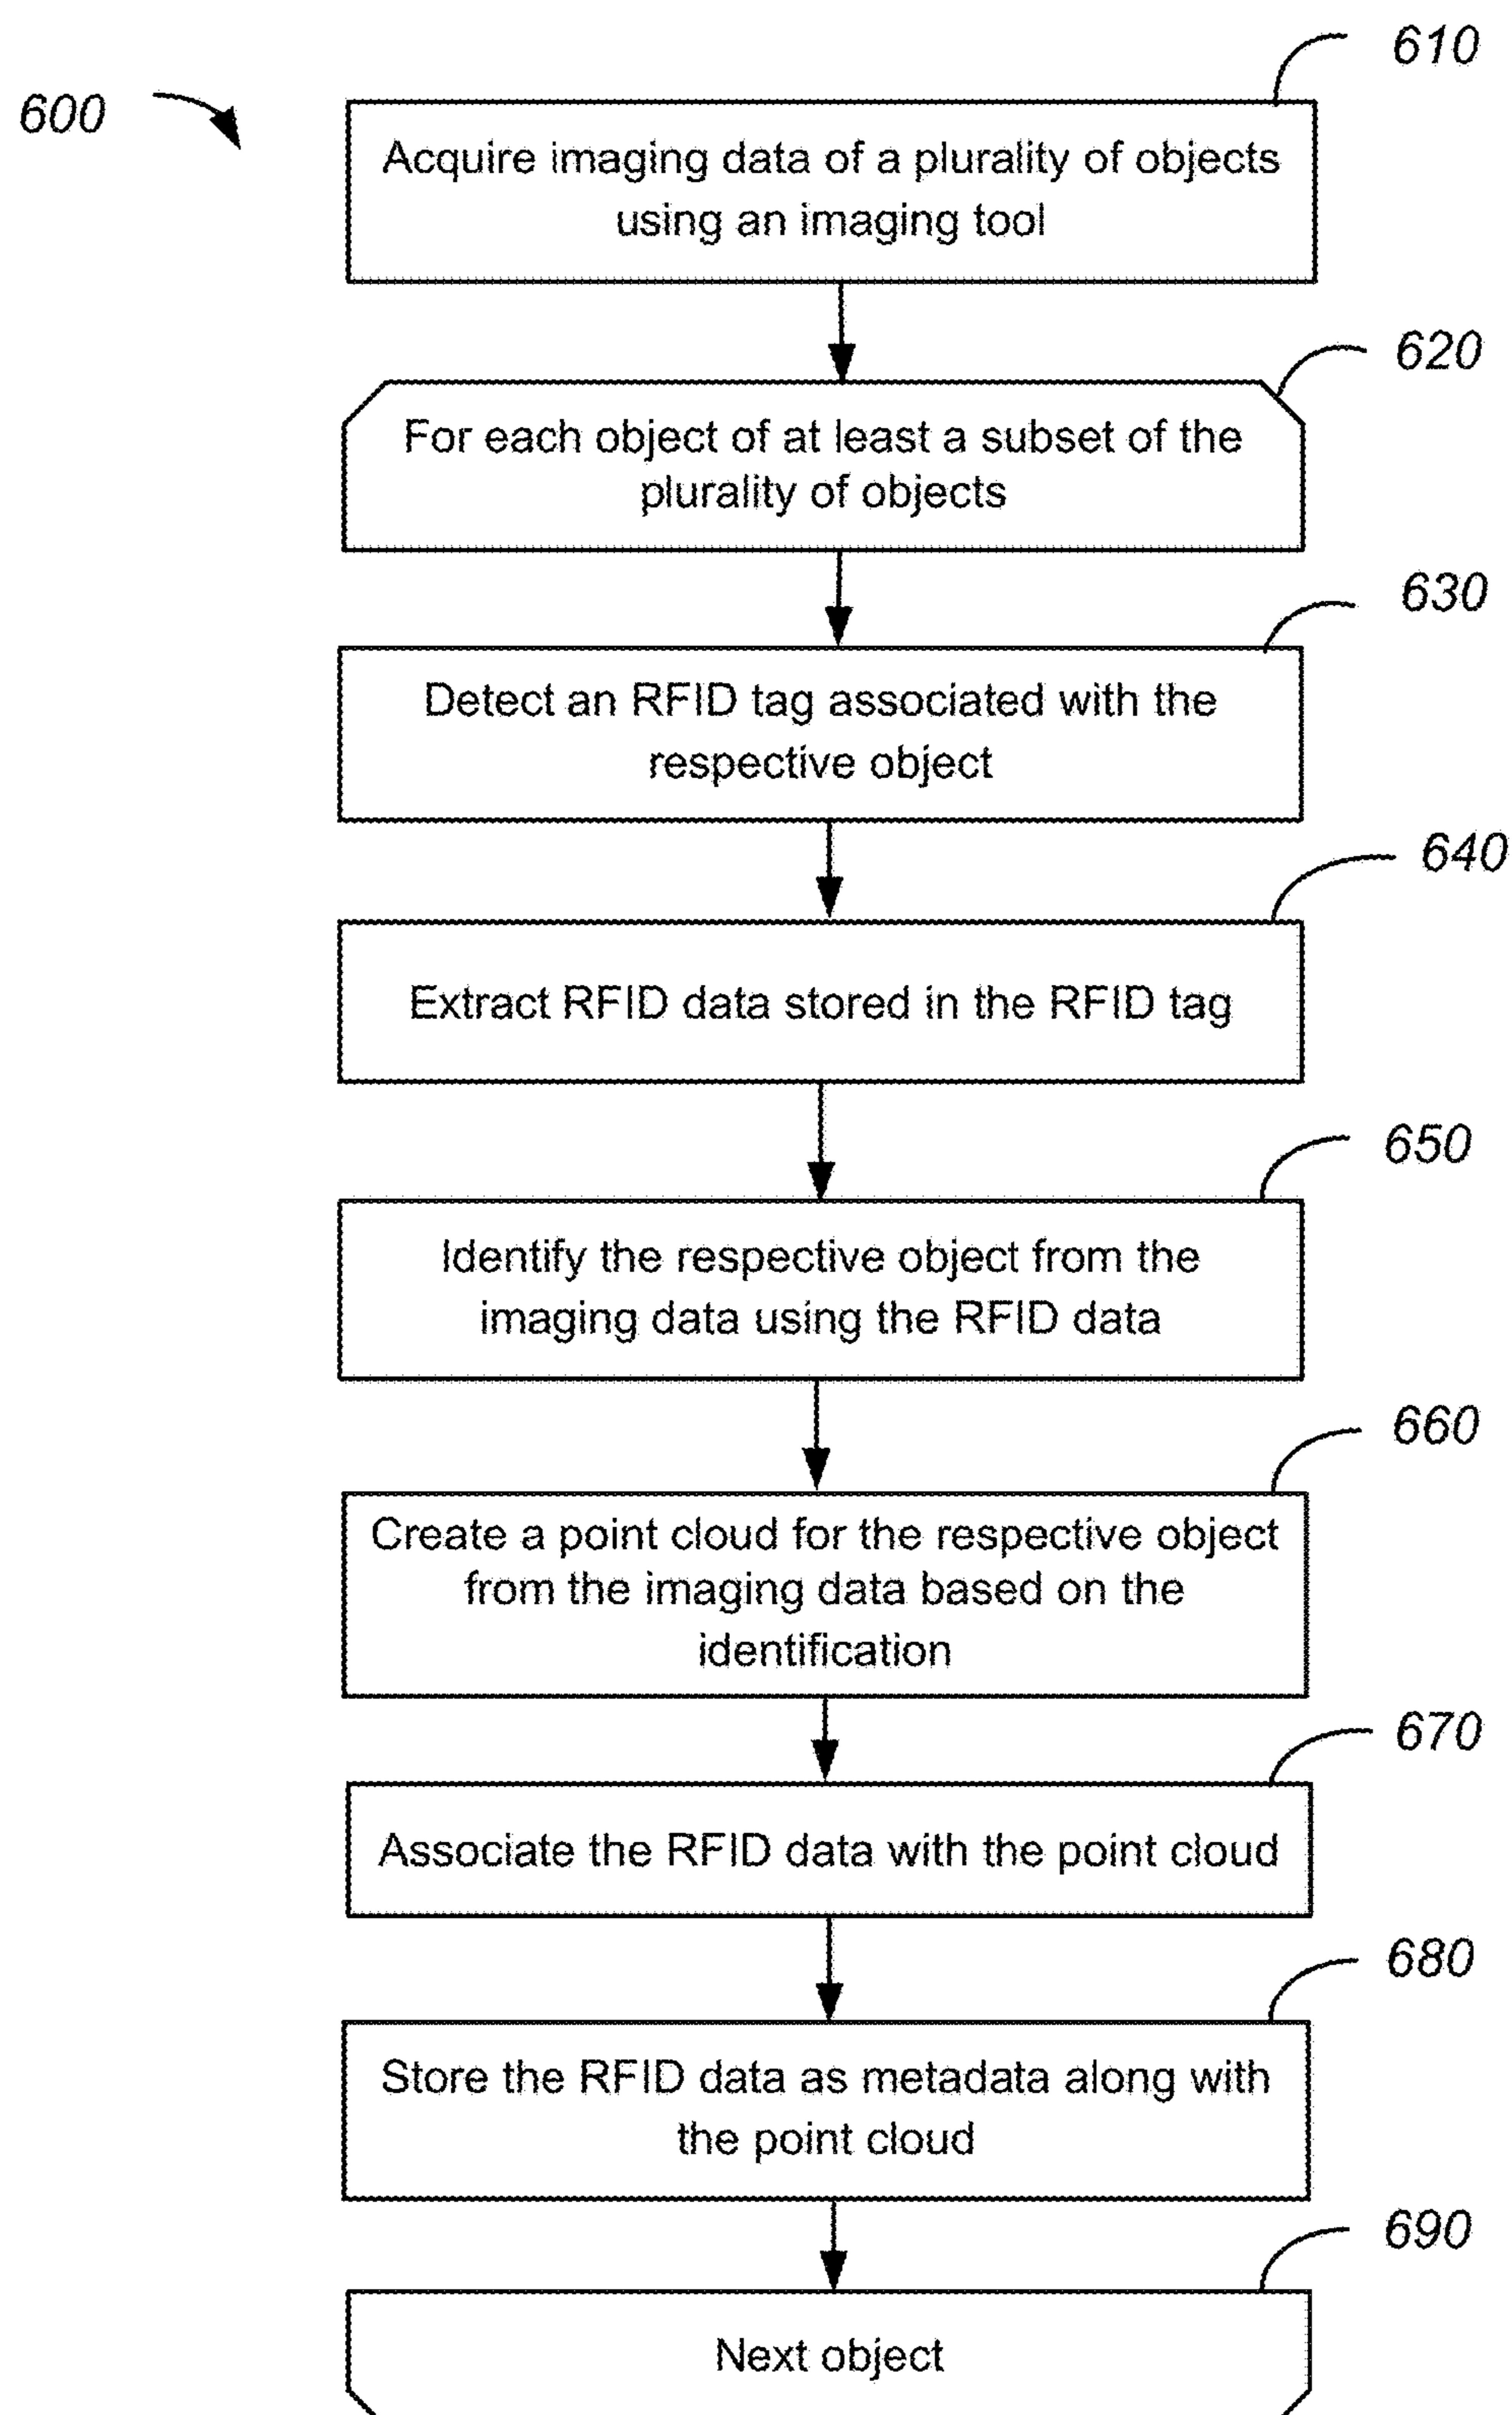 610
600
Acquire imaging data of a plurality of objects
using an imaging tool
620
For each object of at least a subset of the
plurality of objects
630
Detect an RFID tag associated with the
respective object
640
Extract RFID data stored in the RFID tag
650
Identify the respective object from the
imaging data using the RFID data
660
Create a point cloud for the respective object
from the imaging data based on the
identification
670
Associate the RFID data with the point cloud
680
Store the RFID data as metadata along with
the point cloud
690
Next object